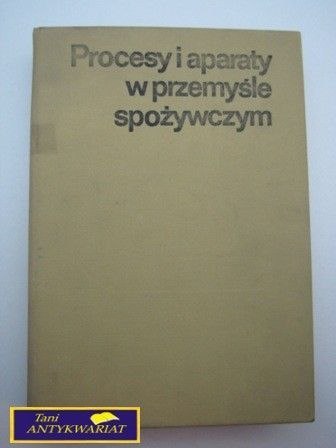 Procesy i aparaty
w przemyśle
spożywczym
Tani
ANTYKWARIAT